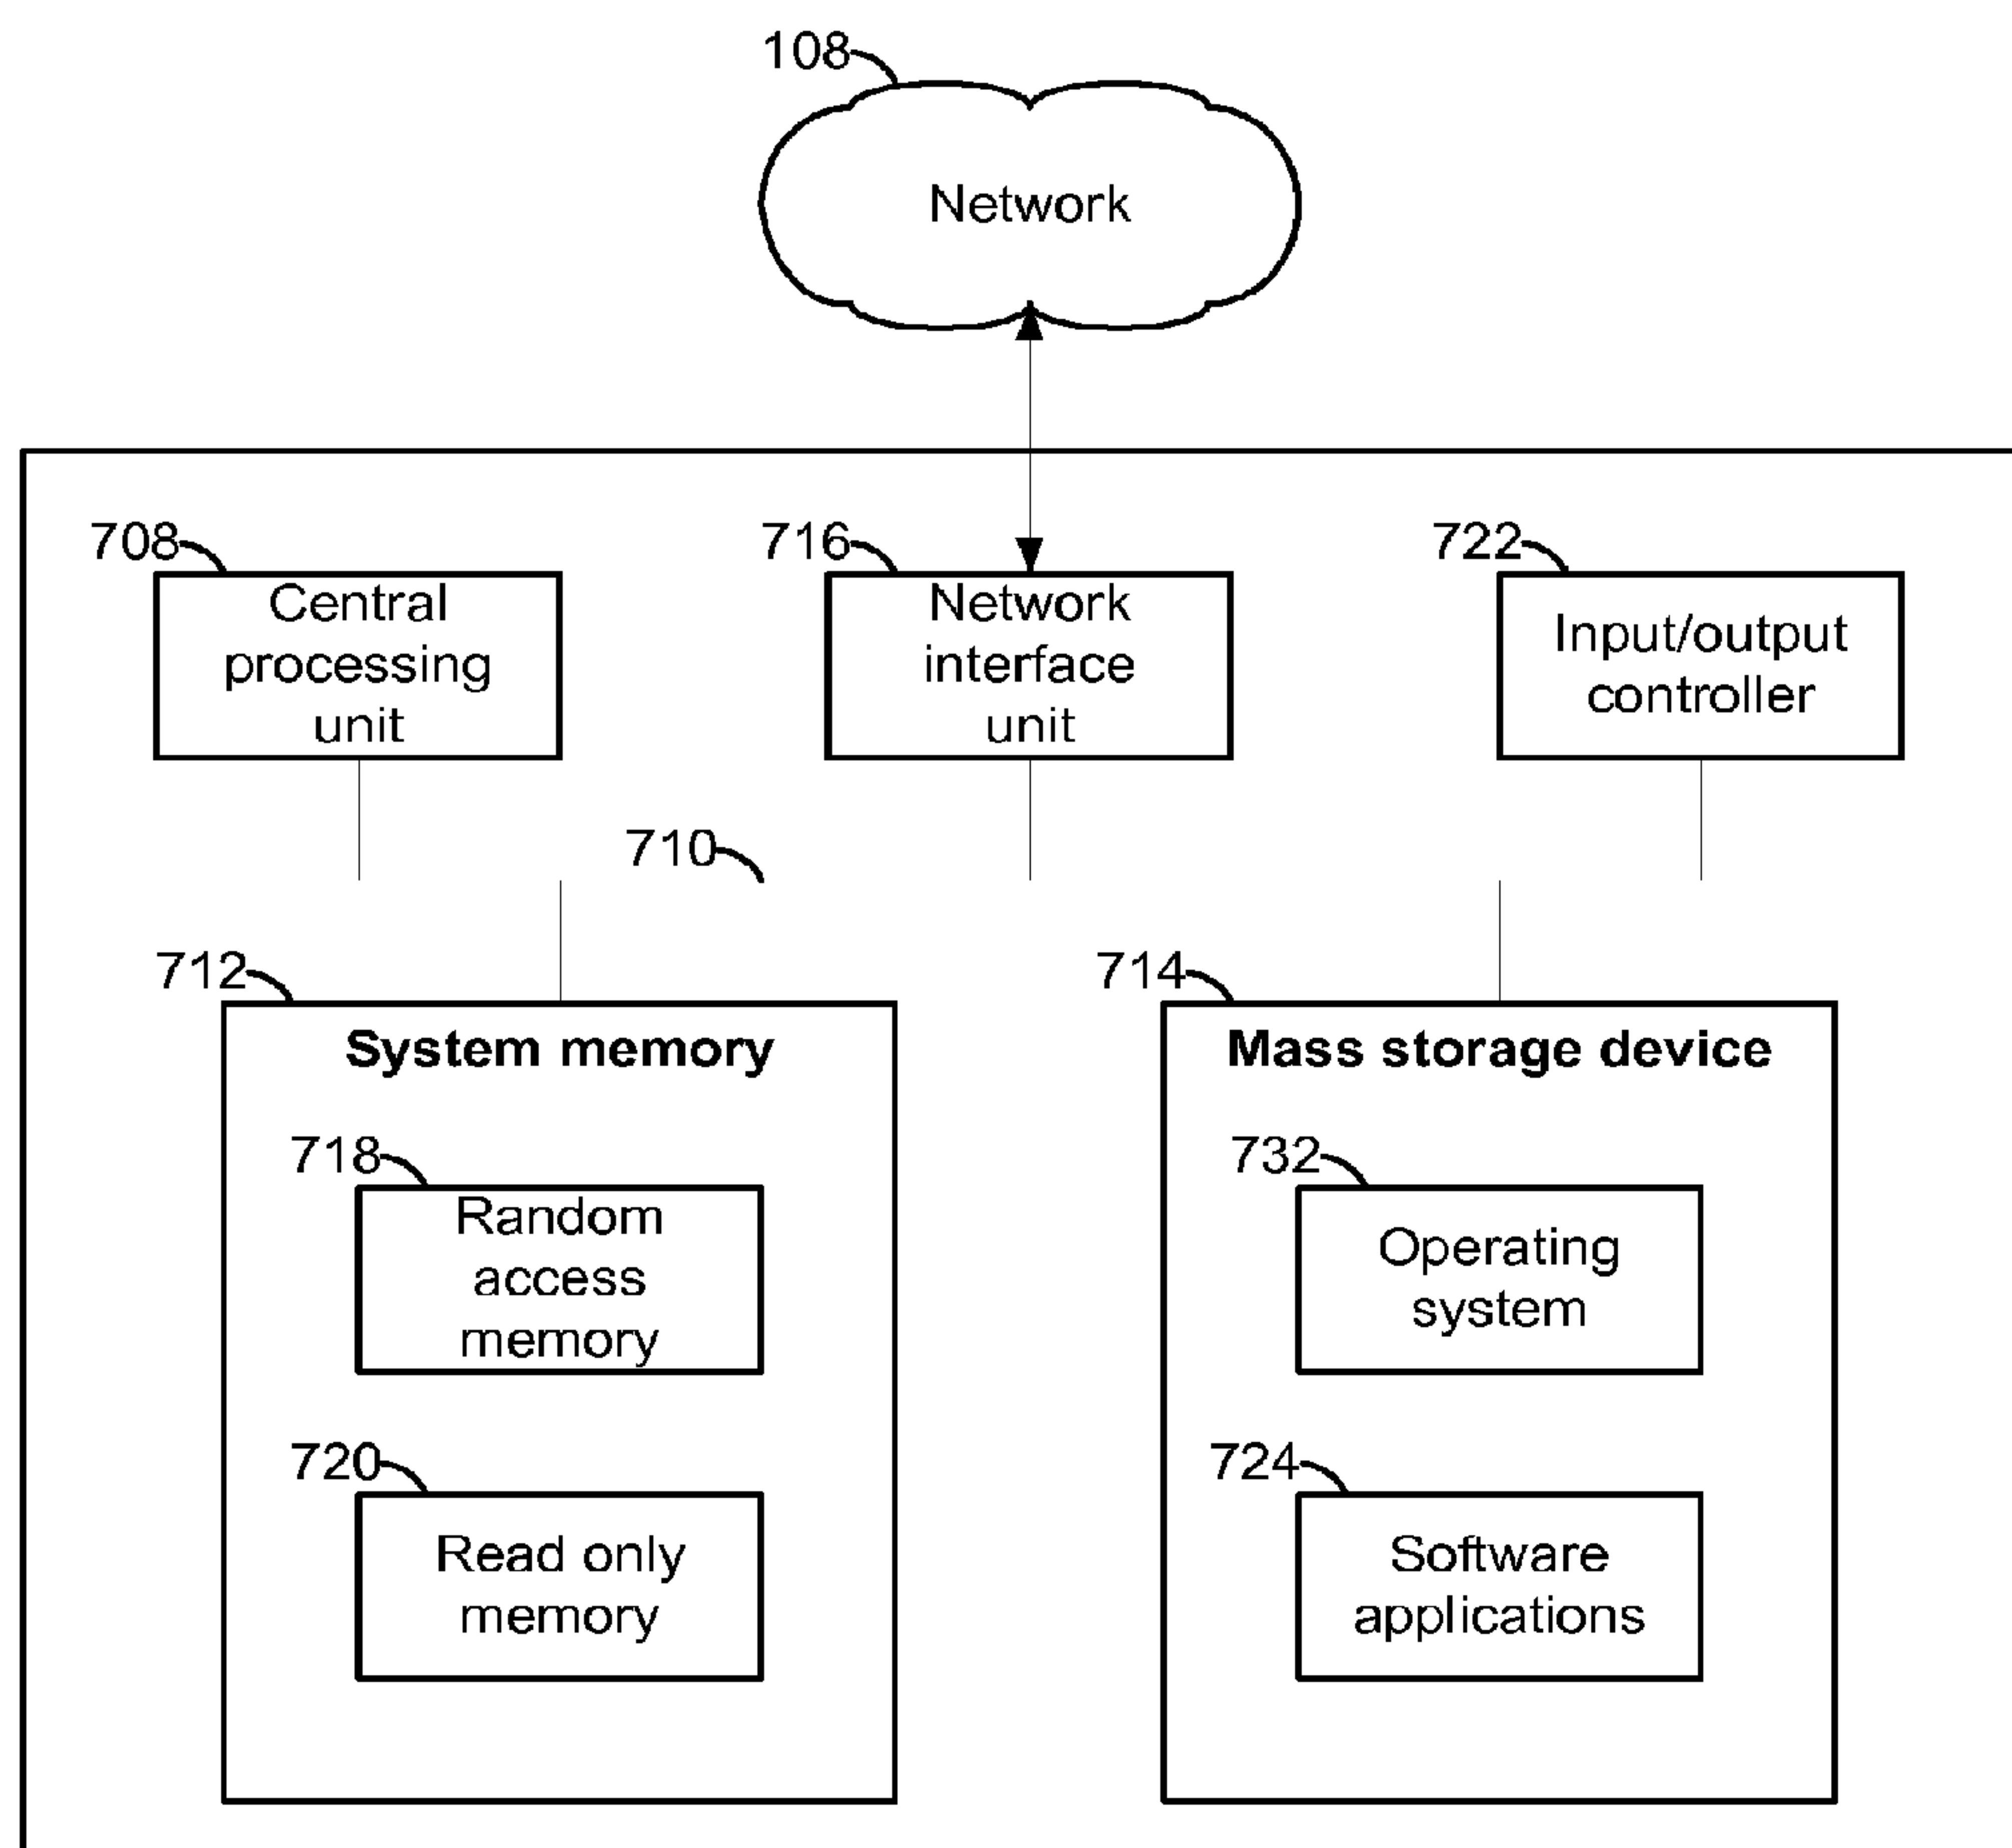 108
Network
708
716
722
Central
processing
unit
Network
interface
unit
Input/output
controller
710
712
714
System memory
Mass storage device
718
732
Random
access
memory
Operating
system
720
724
Read only
memory
Software
applications